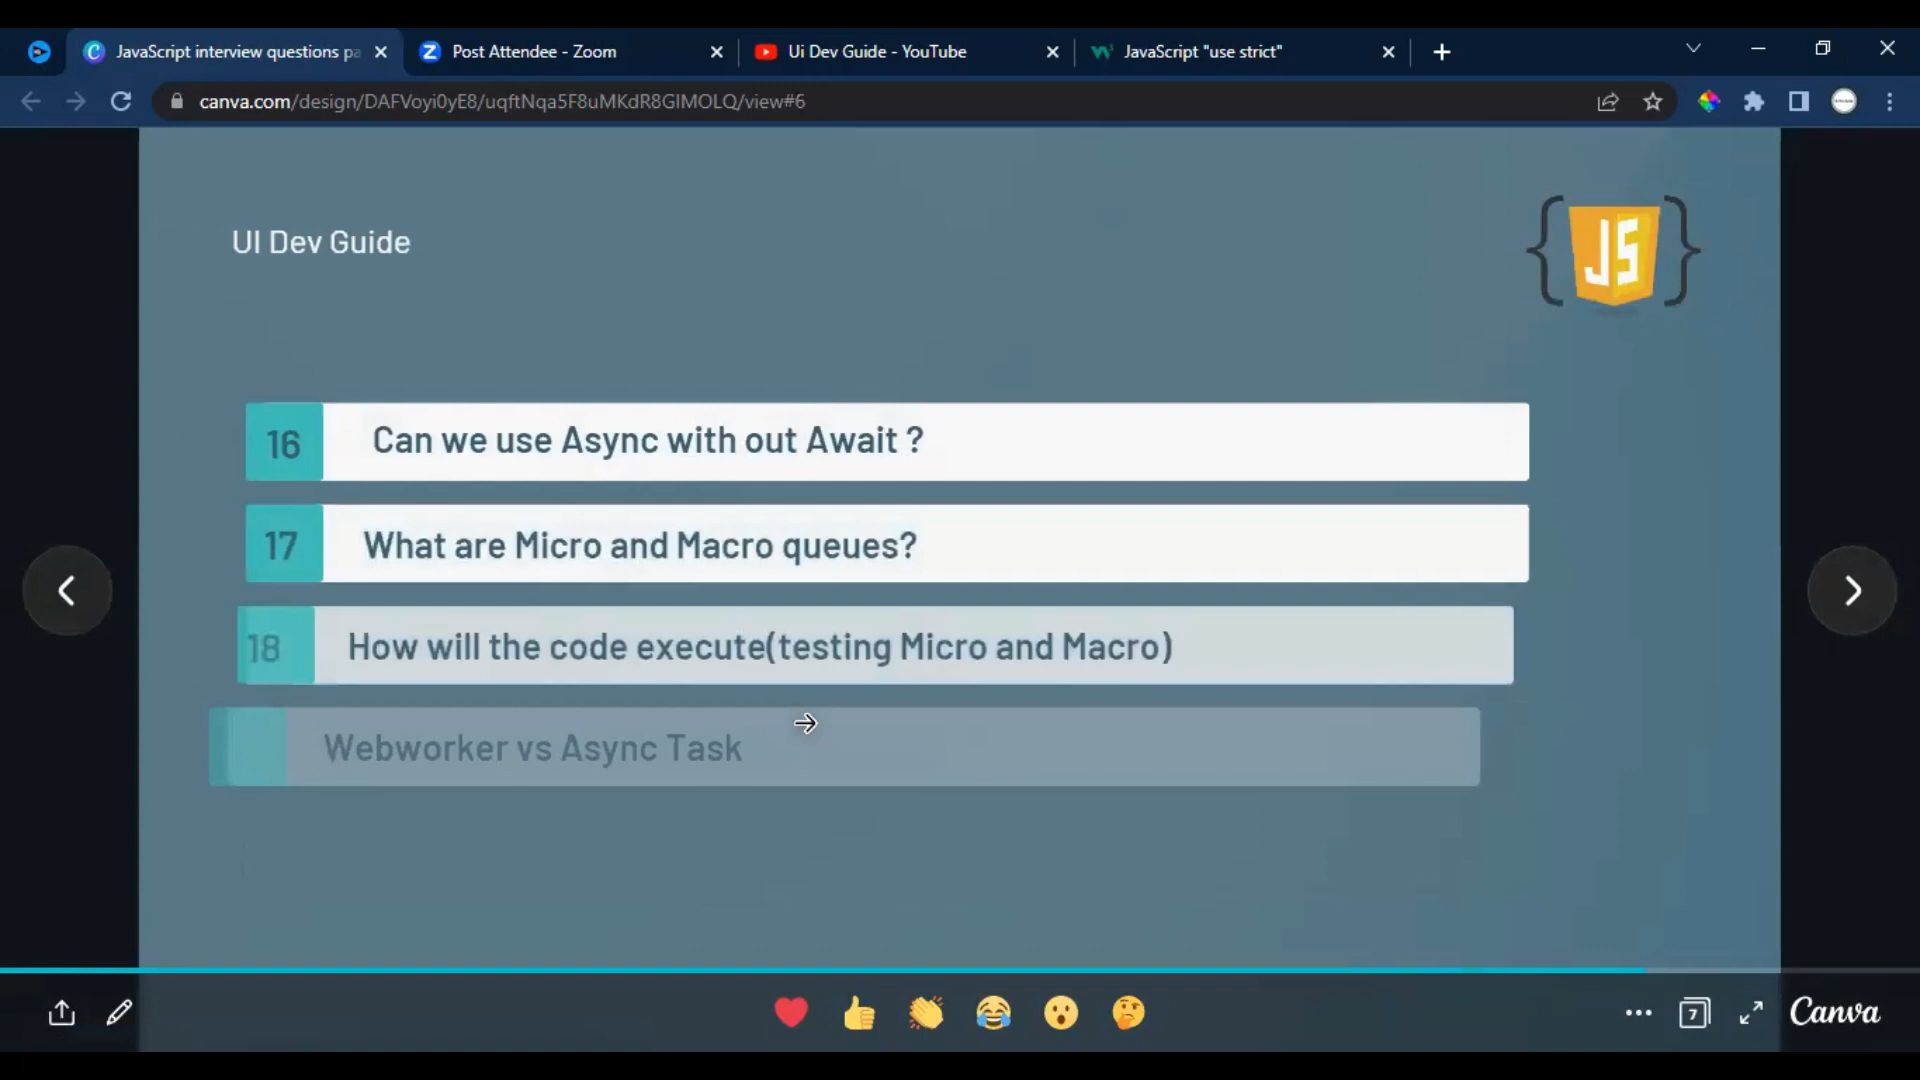 JavaScript interview questions pa
Post Attendee - Zoom
Ui Dev Guide - YouTube
JavaScript "use strict"
canva.com/design/DAFVoyi0yE8/uqftNqa5F8uMKdR8GIMOLQ/view#6
UI Dev Guide
JS
16 Can we use Async with out Await ?
17 What are Micro and Macro queues?
18 How will the code execute(testing Micro and Macro)
Webworker vs Async Task
7
Canva